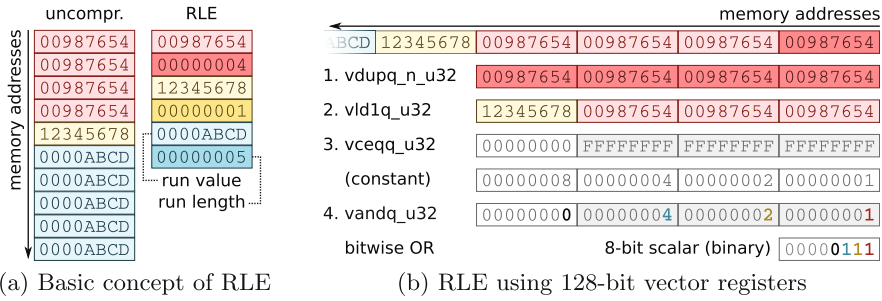 uncompr. RLE
memory addresses
00987654 00987654
00987654 00000004
00987654 12345678
00987654 00000001
12345678 0000ABCD
0000ABCD 00000005
0000ABCD run value
0000ABCD run length
0000ABCD
0000ABCD
(a) Basic concept of RLE
memory addresses
ABCD 12345678 00987654 00987654 00987654 00987654
1. vdupq_n_u32 00987654 00987654 00987654 00987654
2. vld1q_u32 12345678 00987654 00987654 00987654
3. vceqq_u32 00000000 FFFFFFFF FFFFFFFF FFFFFFFF
(constant) 00000008 00000004 00000002 00000001
4. vandq_u32 00000000 00000004 00000002 00000001
bitwise OR 8-bit scalar (binary) 00000111
(b) RLE using 128-bit vector registers